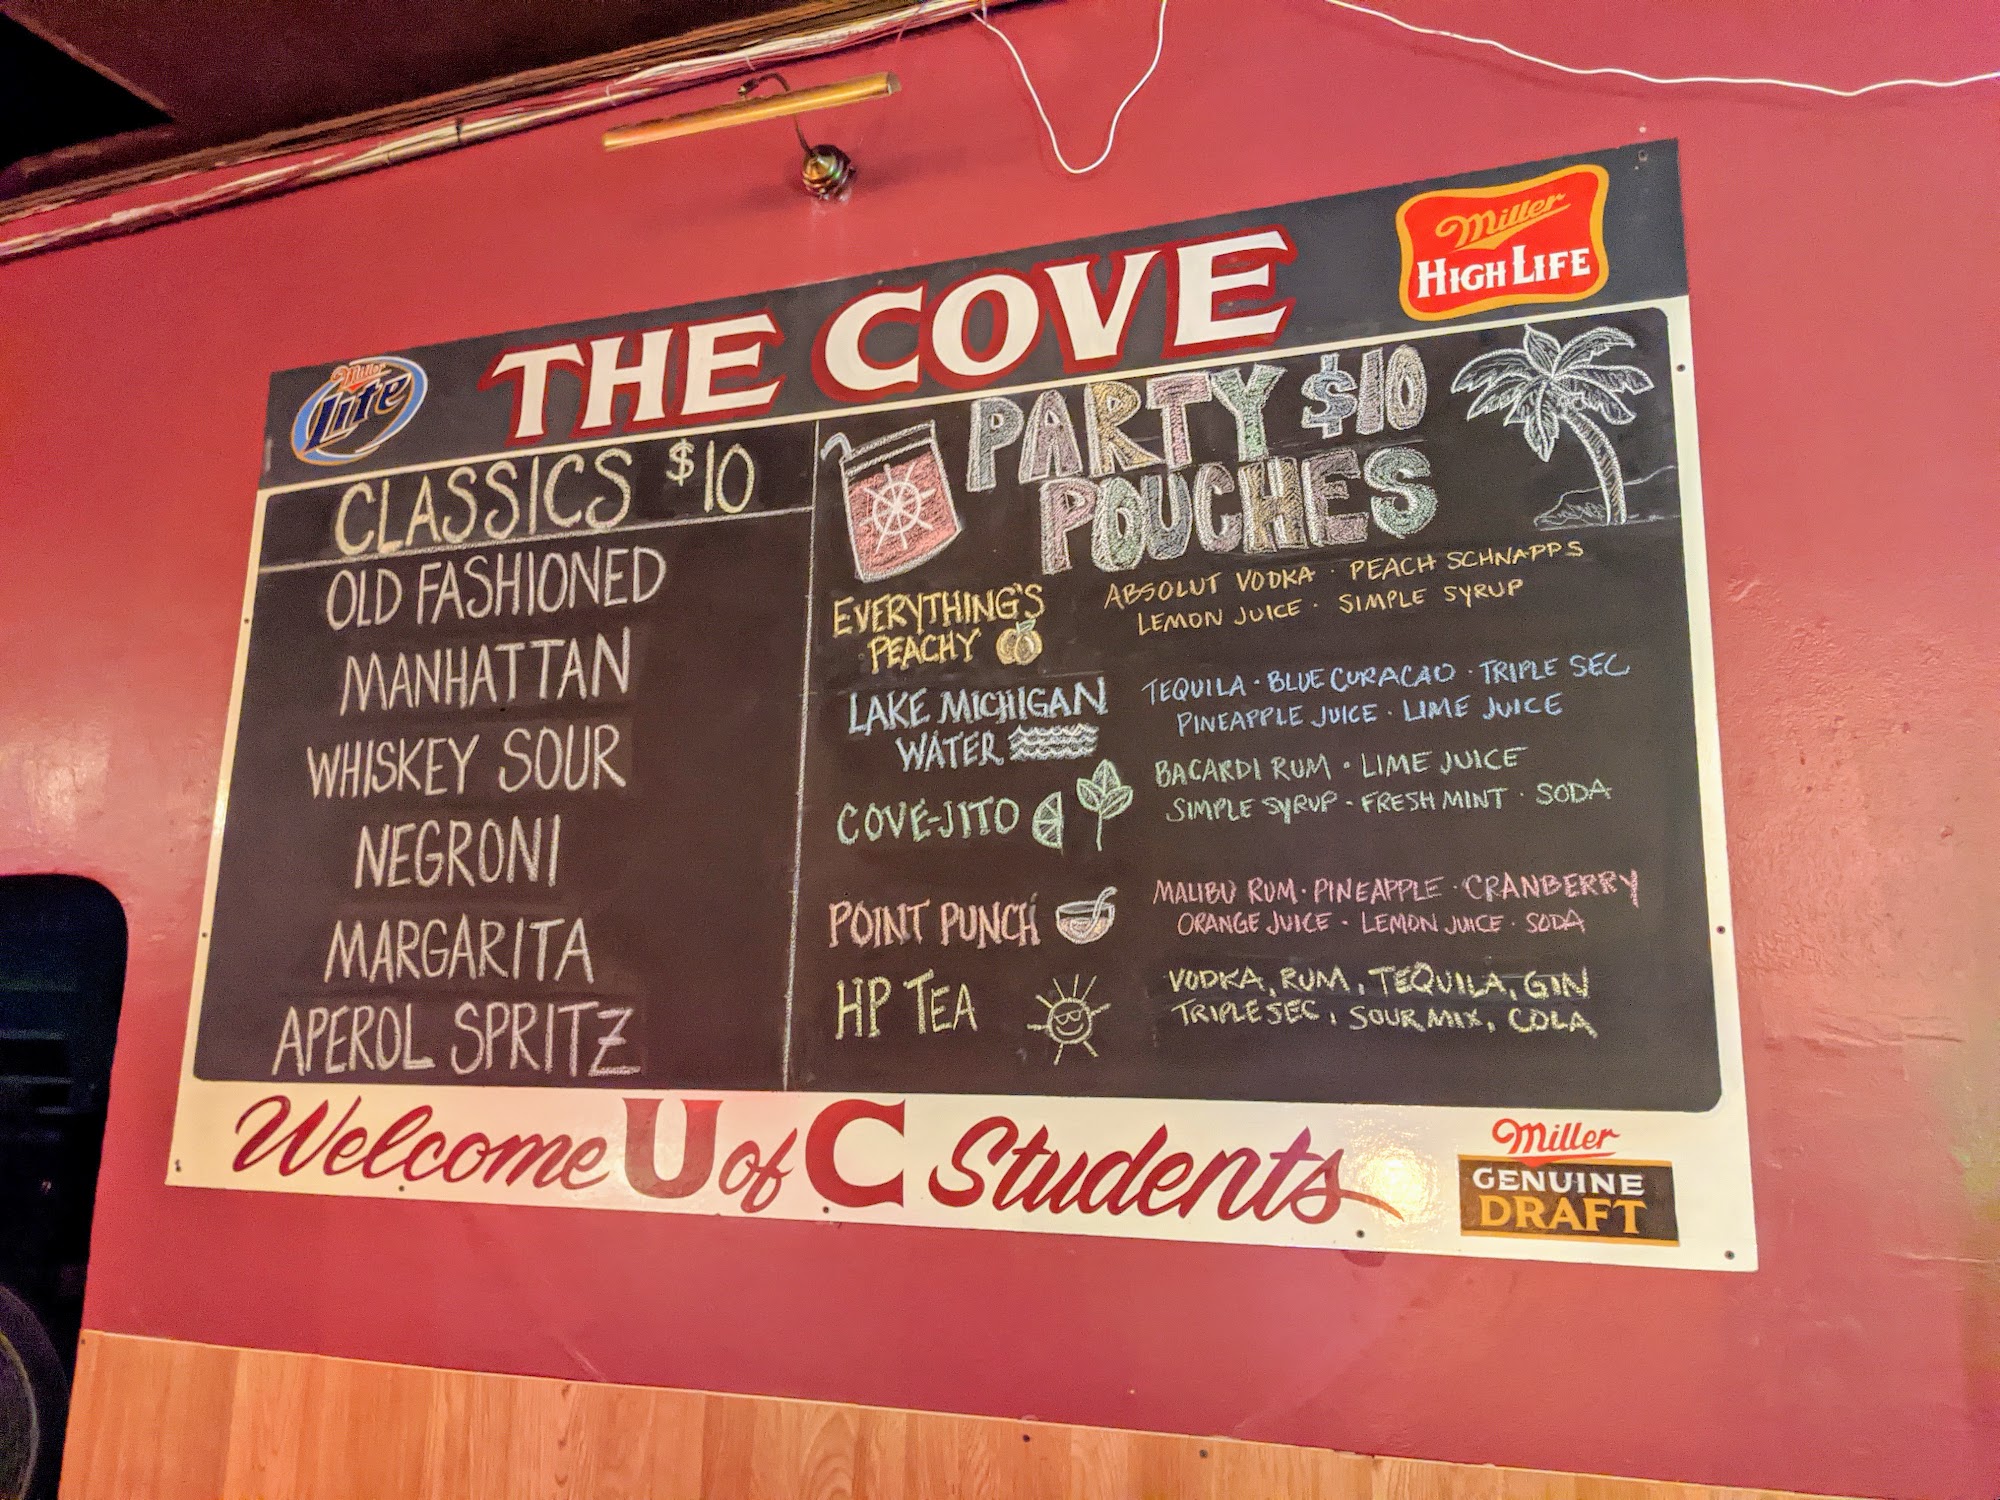 THE COVE
Miller
HIGH LIFE
Miller
Lite
CLASSICS $10
OLD FASHIONED
MANHATTAN
WHISKEY SOUR
NEGRONI
MARGARITA
APEROL SPRITZ
PARTY $10
POUCHES
EVERYTHING'S
PEACHY
ABSOLUT VODKA · PEACH SCHNAPPS
LEMON JUICE · SIMPLE SYRUP
LAKE MICHIGAN
WATER
TEQUILA · BLUE CURACAO · TRIPLE SEC
PINEAPPLE JUICE · LIME JUICE
COVE-JITO
BACARDI RUM · LIME JUICE
SIMPLE SYRUP · FRESH MINT · SODA
POINT PUNCH
MALIBU RUM · PINEAPPLE · CRANBERRY
ORANGE JUICE · LEMON JUICE · SODA
HP TEA
VODKA, RUM, TEQUILA, GIN
TRIPLE SEC, SOUR MIX, COLA
Welcome U of C Students
Miller
GENUINE
DRAFT